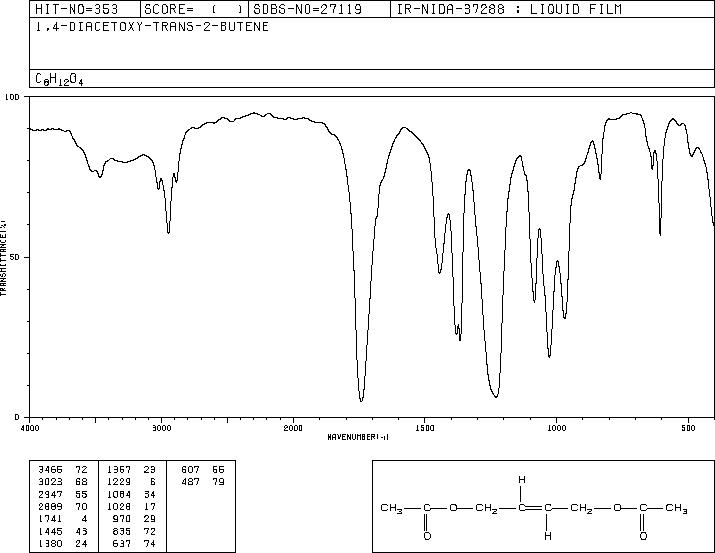 HIT-NO=353 SCORE= ( ) SDBS-NO=27119 IR-NIDA-37288 : LIQUID FILM
1,4-DIACETOXY-TRANS-2-BUTENE
C8H12O4
100
50
0
TRANSMITTANCE(%)
4000 3000 2000 1500 1000 500
WAVENUMBER(-1)
3466 72 1367 23 607 55
3023 68 1229 6 487 79
2947 55 1084 34
2889 70 1028 17
1741 4 970 29
1445 43 835 72
1380 24 637 74
H
CH3 C O CH2 C C CH2 O C CH3
O H O